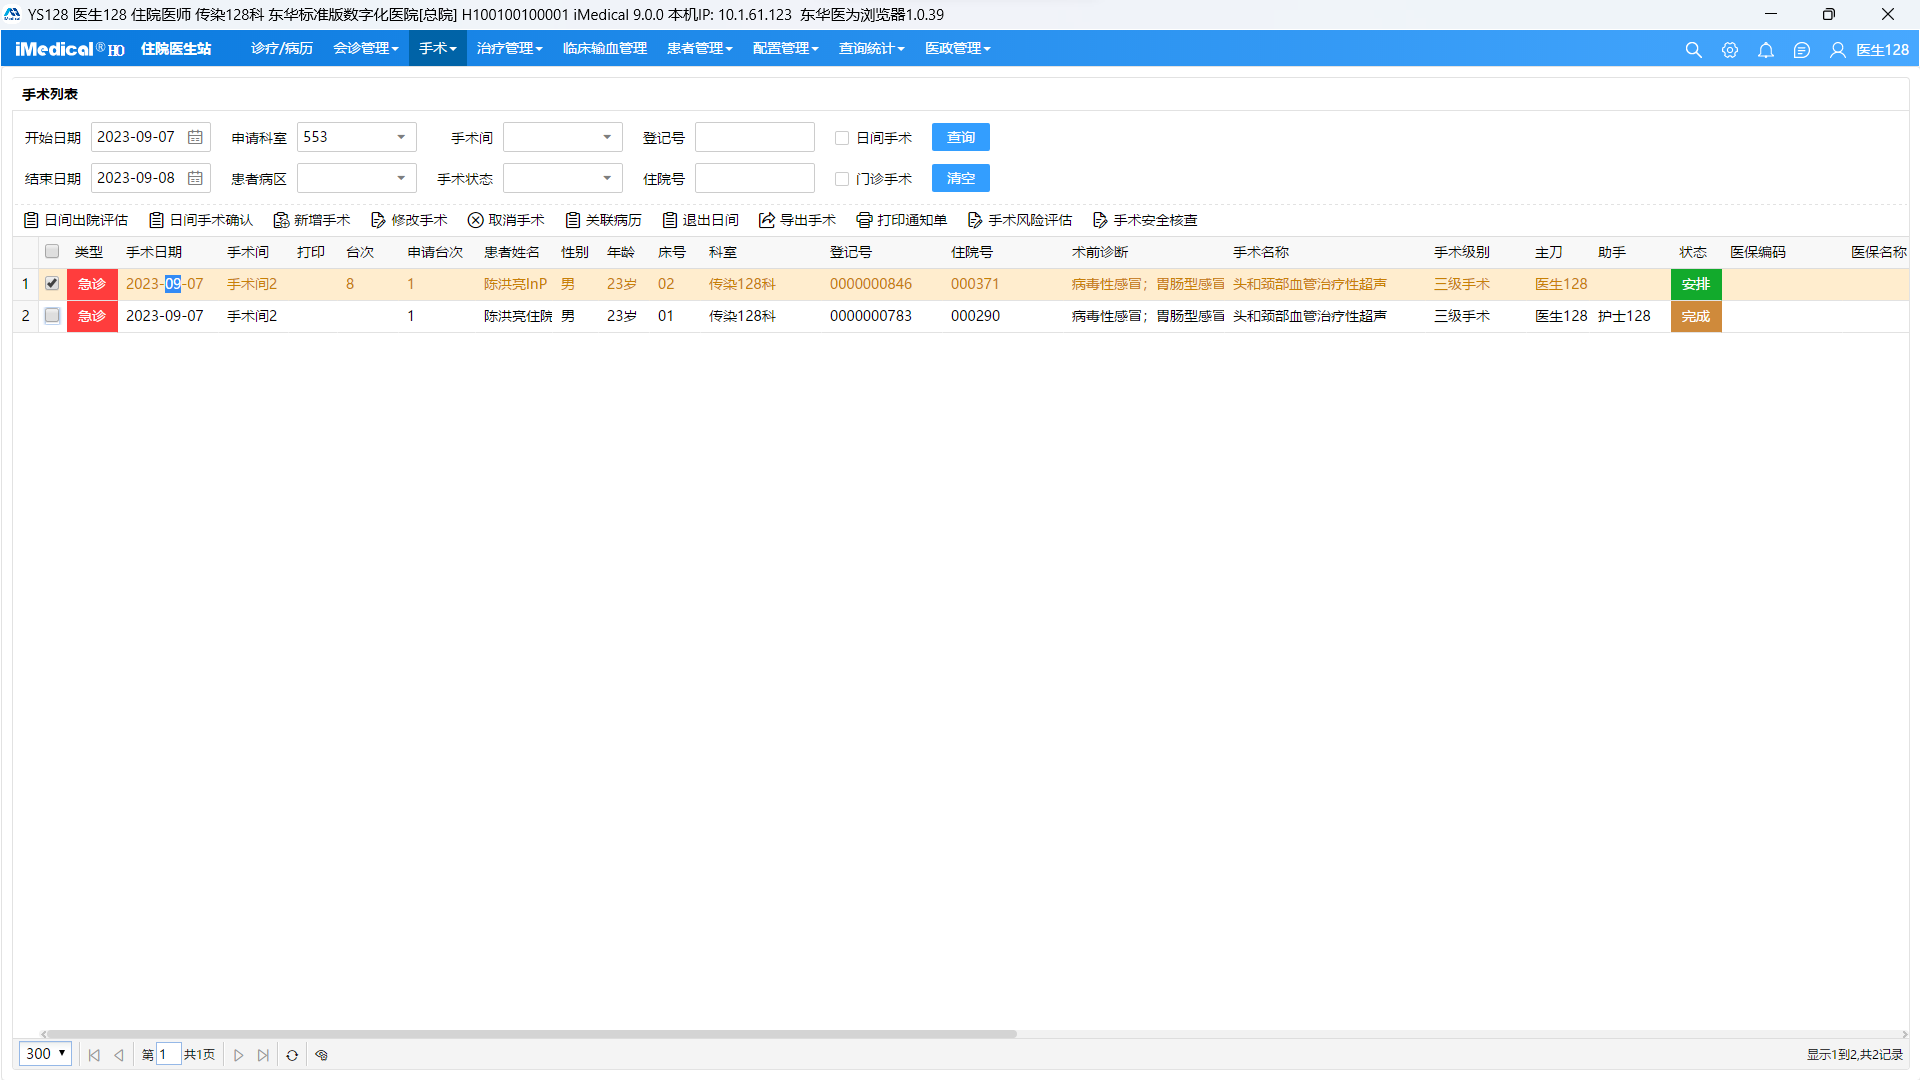 YS128 医生128 住院医师 传染128科 东华标准版数字化医院[总院] H100100100001 iMedical 9.0.0 本机IP: 10.1.61.123 东华医为浏览器1.0.39
iMedical® HO 住院医生站 诊疗/病历 会诊管理 手术 治疗管理 临床输血管理 患者管理 配置管理 查询统计 医政管理 医生128
手术列表
开始日期 2023-09-07 申请科室 553 手术间 登记号 日间手术 查询
结束日期 2023-09-08 患者病区 手术状态 住院号 门诊手术 清空
日间出院评估 日间手术确认 新增手术 修改手术 取消手术 关联病历 退出日间 导出手术 打印通知单 手术风险评估 手术安全核查
类型 手术日期 手术间 打印 台次 申请台次 患者姓名 性别 年龄 床号 科室 登记号 住院号 术前诊断 手术名称 手术级别 主刀 助手 状态 医保编码 医保名称
1 急诊 2023-09-07 手术间2 8 1 陈洪亮InP 男 23岁 02 传染128科 0000000846 000371 病毒性感冒；胃肠型感冒 头和颈部血管治疗性超声 三级手术 医生128 安排
2 急诊 2023-09-07 手术间2 1 陈洪亮住院 男 23岁 01 传染128科 0000000783 000290 病毒性感冒；胃肠型感冒 头和颈部血管治疗性超声 三级手术 医生128 护士128 完成
300 第 1 共1页 显示1到2,共2记录